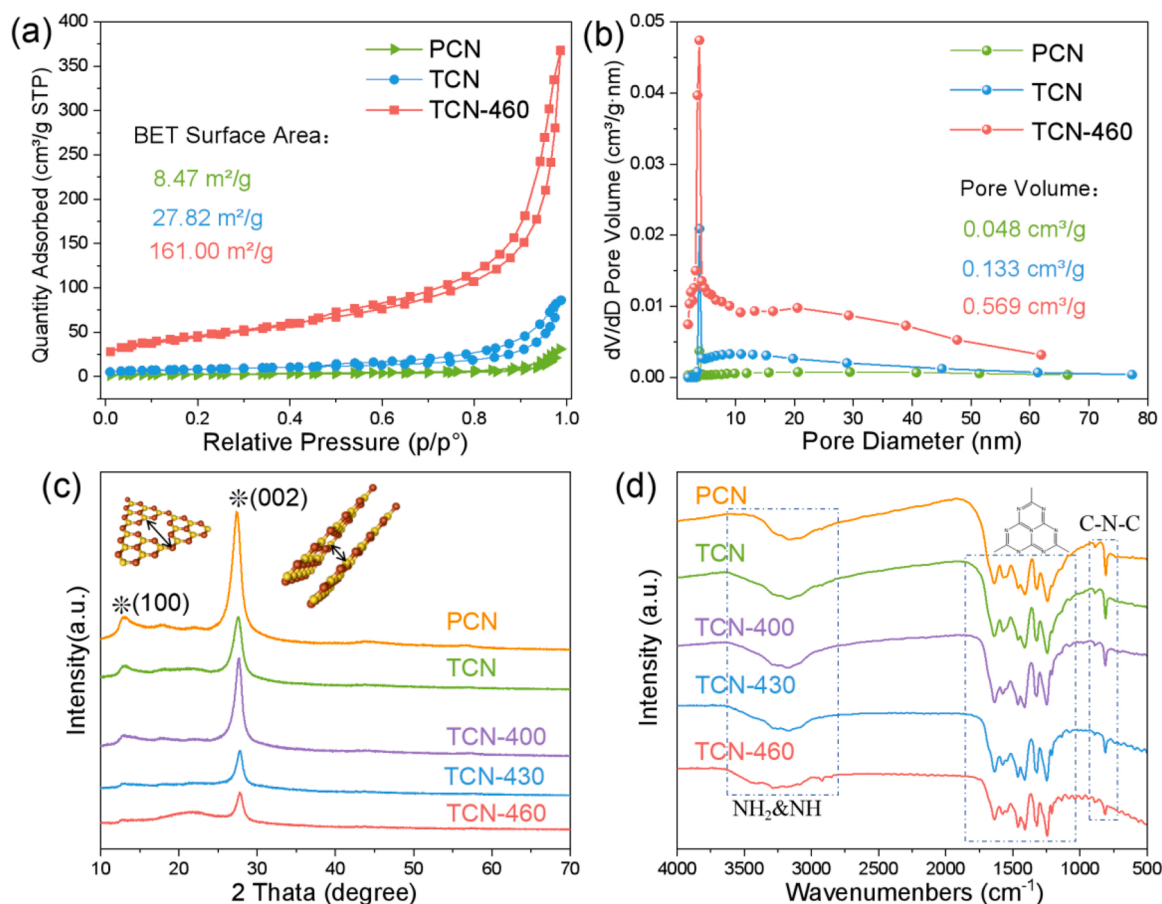 (a)
400
350
300
250
200
150
100
50
0
Quantity Adsorbed (cm³/g STP)
PCN
TCN
TCN-460
BET Surface Area:
8.47 m²/g
27.82 m²/g
161.00 m²/g
0.0 0.2 0.4 0.6 0.8 1.0
Relative Pressure (p/p°)
(b)
0.05
0.04
0.03
0.02
0.01
0.00
dV/dD Pore Volume (cm³/g·nm)
PCN
TCN
TCN-460
Pore Volume:
0.048 cm³/g
0.133 cm³/g
0.569 cm³/g
10 20 30 40 50 60 70 80
Pore Diameter (nm)
(c)
Intensity(a.u.)
※(002)
※(100)
PCN
TCN
TCN-400
TCN-430
TCN-460
10 20 30 40 50 60 70
2 Thata (degree)
(d)
Intensity (a.u.)
PCN
TCN
TCN-400
TCN-430
TCN-460
C-N-C
NH₂&NH
4000 3500 3000 2500 2000 1500 1000 500
Wavenumenbers (cm⁻¹)